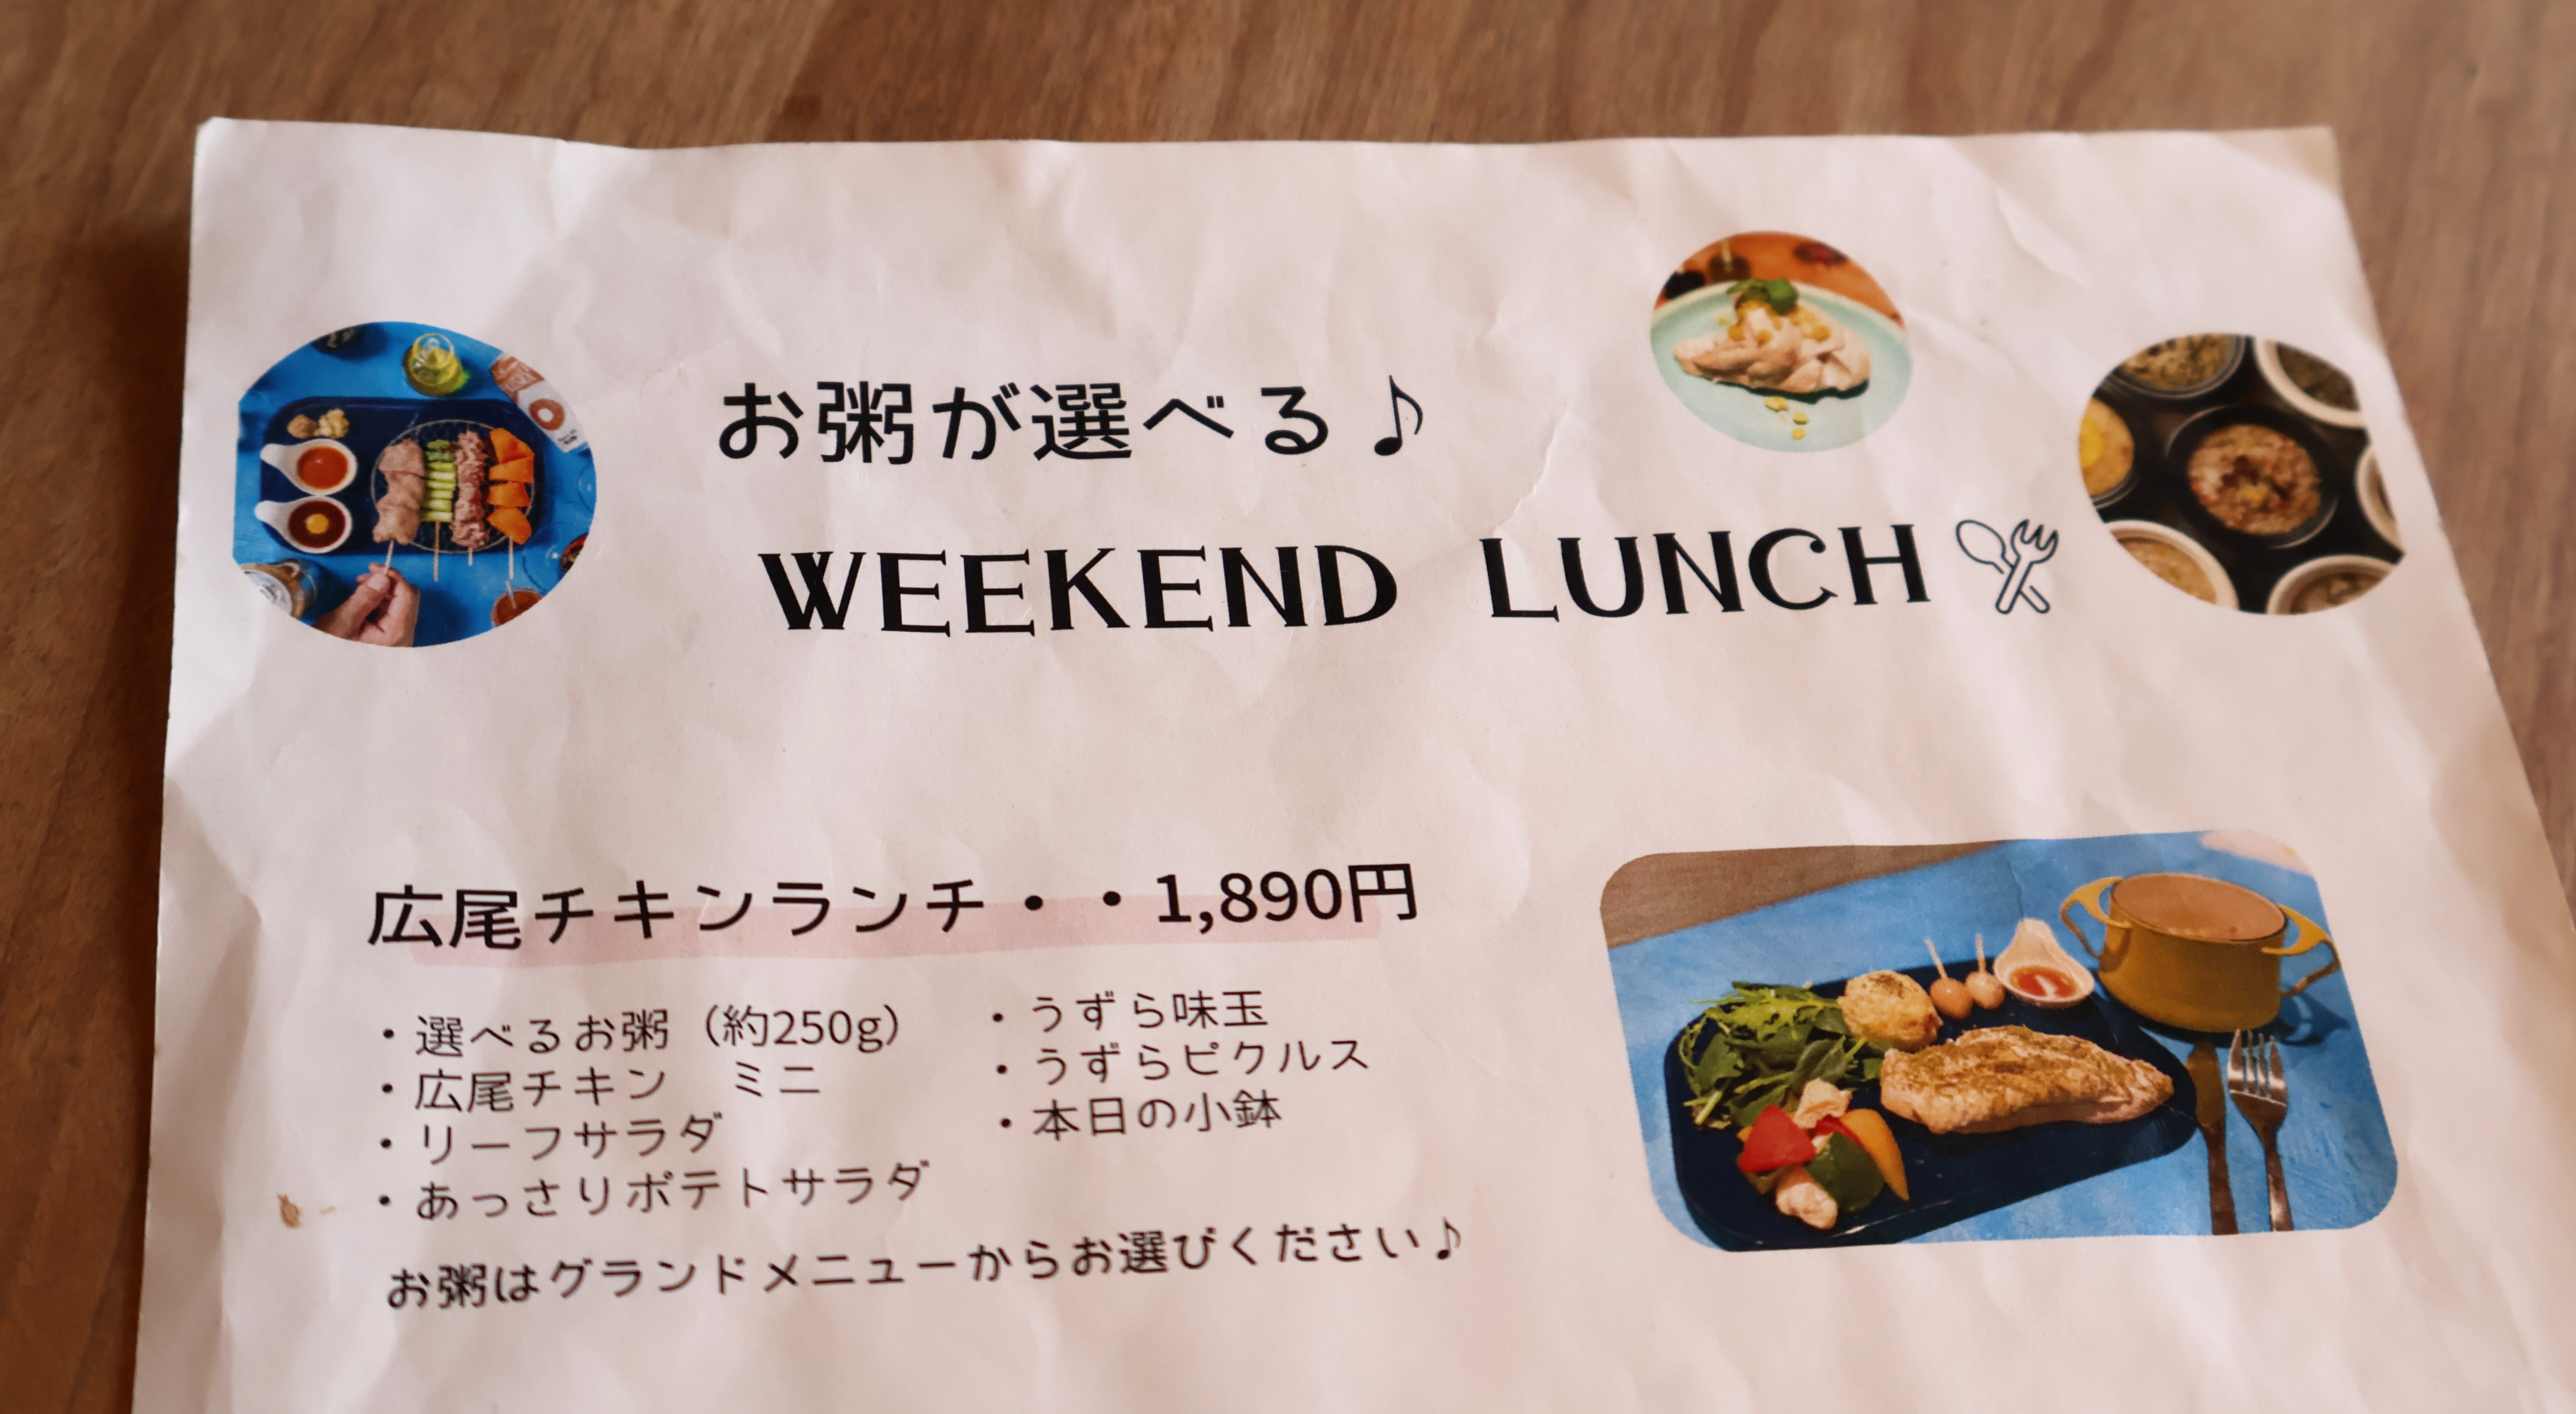 お粥が選べる♪
WEEKEND LUNCH
広尾チキンランチ・・1,890円
・選べるお粥（約250g）
・広尾チキン　ミニ
・リーフサラダ
・あっさりポテトサラダ
・うずら味玉
・うずらピクルス
・本日の小鉢
お粥はグランドメニューからお選びください♪